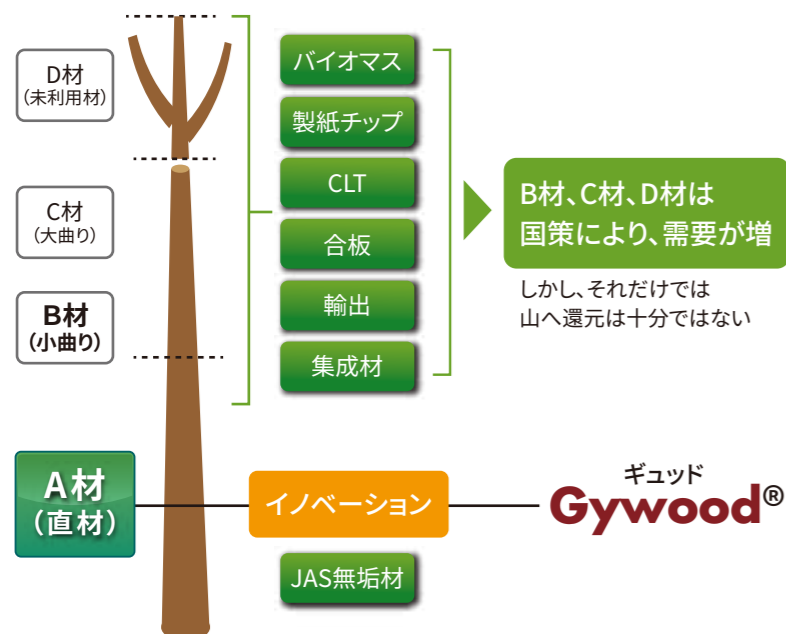 D材
(未利用材)
C材
(大曲り)
B材
(小曲り)
A材
(直材)
バイオマス
製紙チップ
CLT
合板
輸出
集成材
イノベーション
JAS無垢材
B材、C材、D材は
国策により、需要が増
しかし、それだけでは
山へ還元は十分ではない
ギュッド
Gywood®